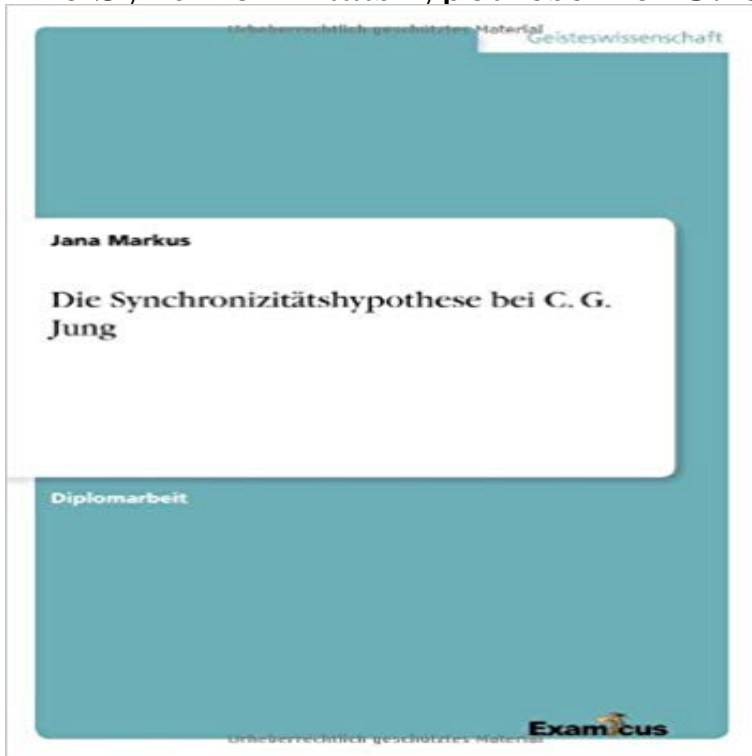 Urheberrechtlich geschütztes Material
Geisteswissenschaft
Jana Markus
Die Synchronizitätshypothese bei C. G.
Jung
Diplomarbeit
Examicus
Urheberrechtlich geschütztes Material